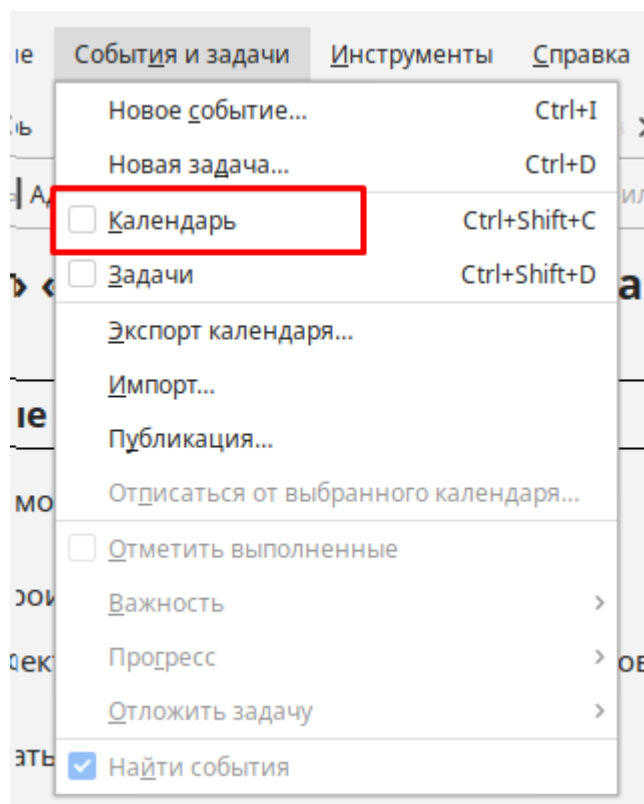 События и задачи Инструменты Справка
Новое событие... Ctrl+I
Новая задача... Ctrl+D
Календарь Ctrl+Shift+C
Задачи Ctrl+Shift+D
Экспорт календаря...
Импорт...
Публикация...
Отписаться от выбранного календаря...
Отметить выполненные
Важность
Прогресс
Отложить задачу
Найти события